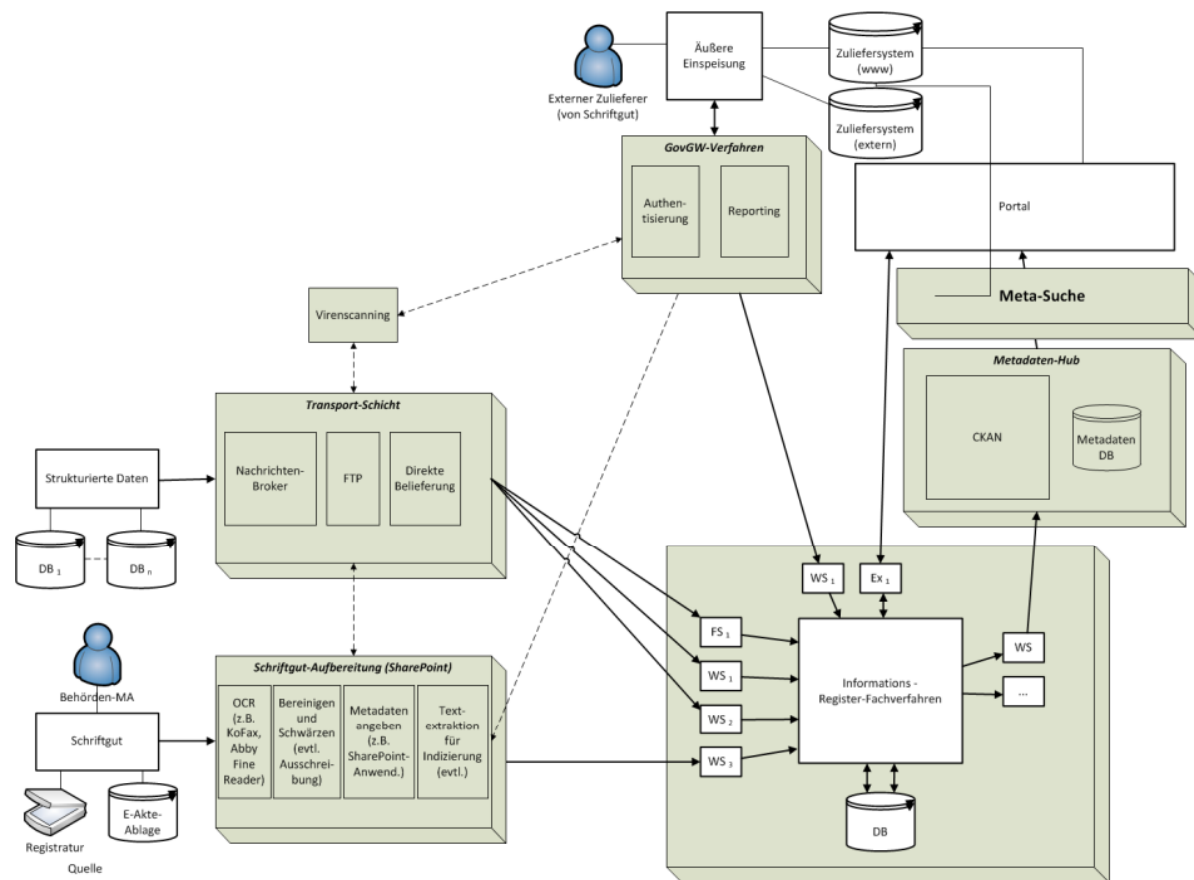 Äußere
Einspeisung
Zuliefersystem
(www)
Externer Zulieferer
(von Schriftgut)
Zuliefersystem
(extern)
GovGW-Verfahren
Authen-
tisierung
Reporting
Portal
Meta-Suche
Virenscanning
Metadaten-Hub
CKAN
Metadaten
DB
Transport-Schicht
Nachrichten-
Broker
FTP
Direkte
Belieferung
Strukturierte Daten
DB 1
DB n
WS 1
Ex 1
FS 1
WS 1
WS 2
WS 3
Informations -
Register-Fachverfahren
WS
...
DB
Behörden-MA
Schriftgut
Schriftgut-Aufbereitung (SharePoint)
OCR
(z.B.
KoFax,
Abby
Fine
Reader)
Bereinigen
und
Schwärzen
(evtl.
Ausschrei-
bung)
Metadaten
angeben
(z.B.
SharePoint-
Anwend.)
Text-
extraktion
für
Indizierung
(evtl.)
E-Akte-
Ablage
Registratur
Quelle